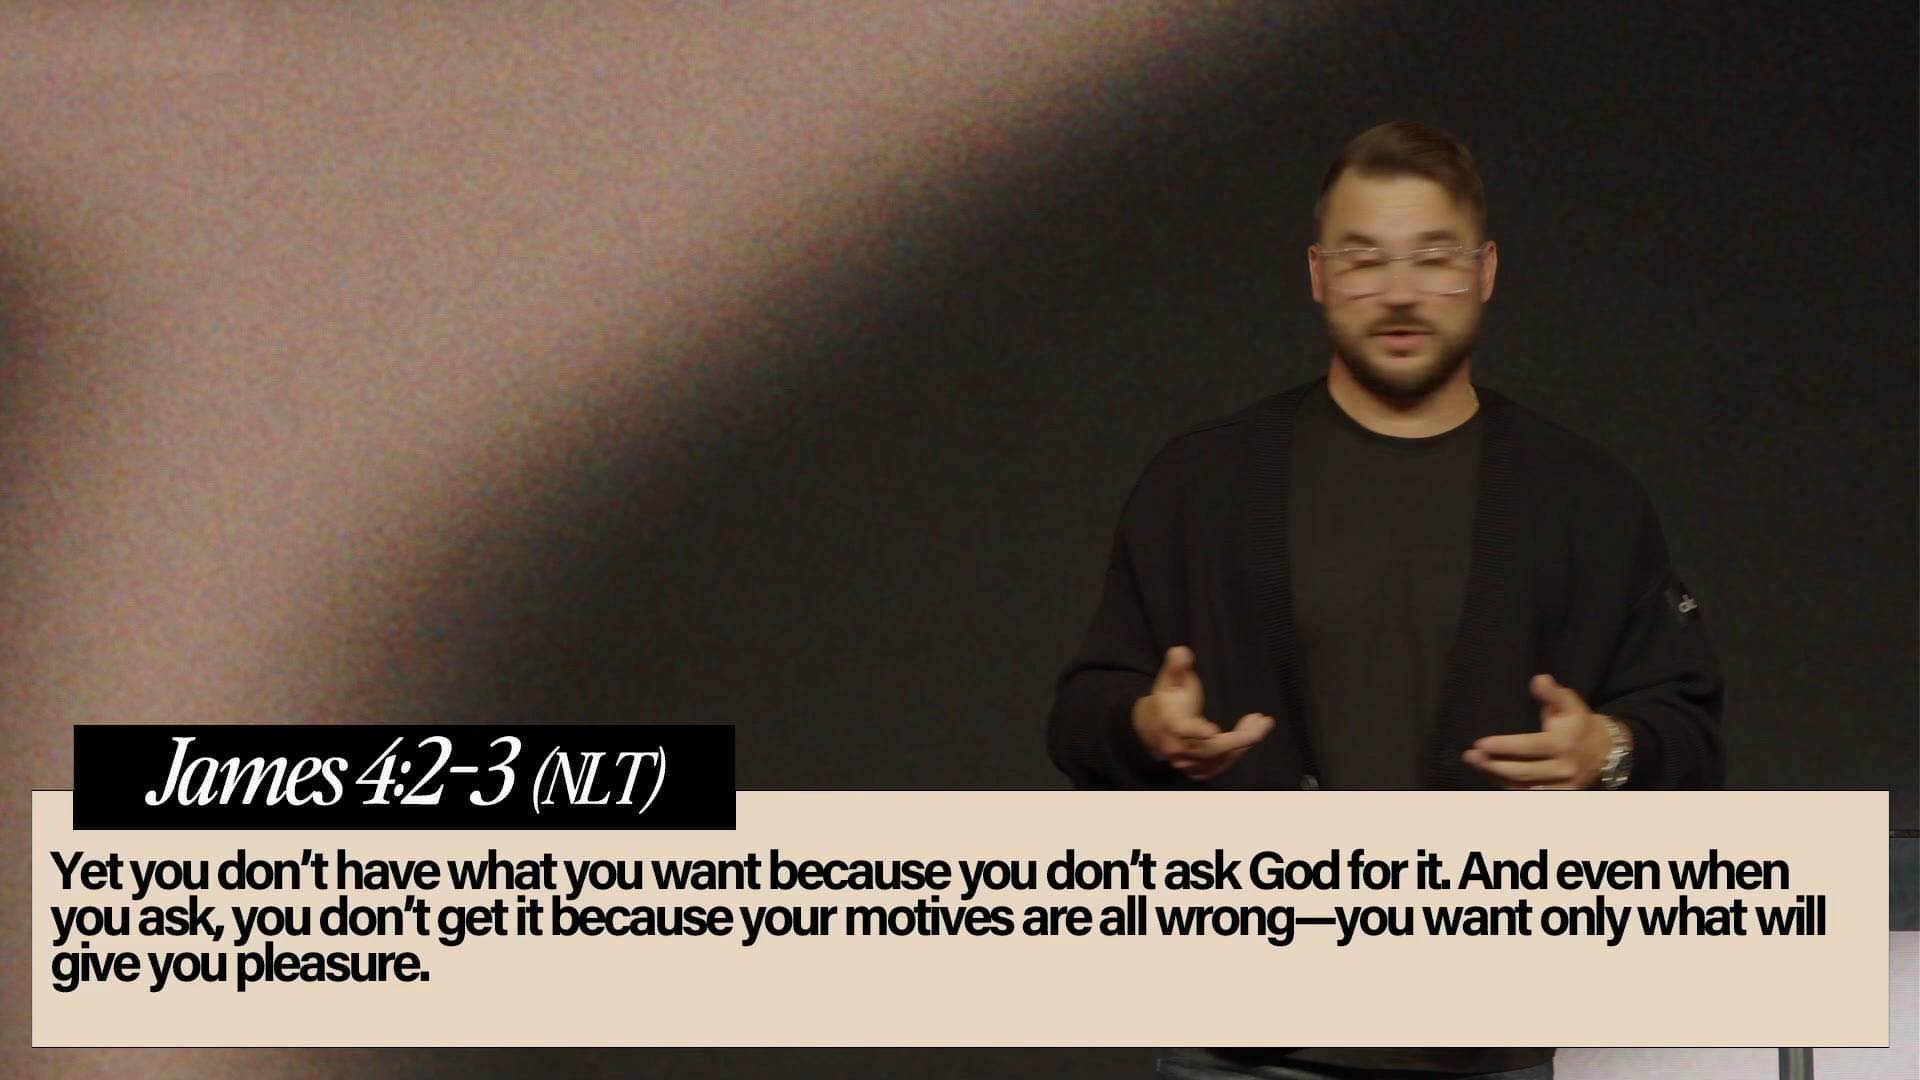 James 4:2-3 (NLT)
Yet you don’t have what you want because you don’t ask God for it. And even when
you ask, you don’t get it because your motives are all wrong—you want only what will
give you pleasure.